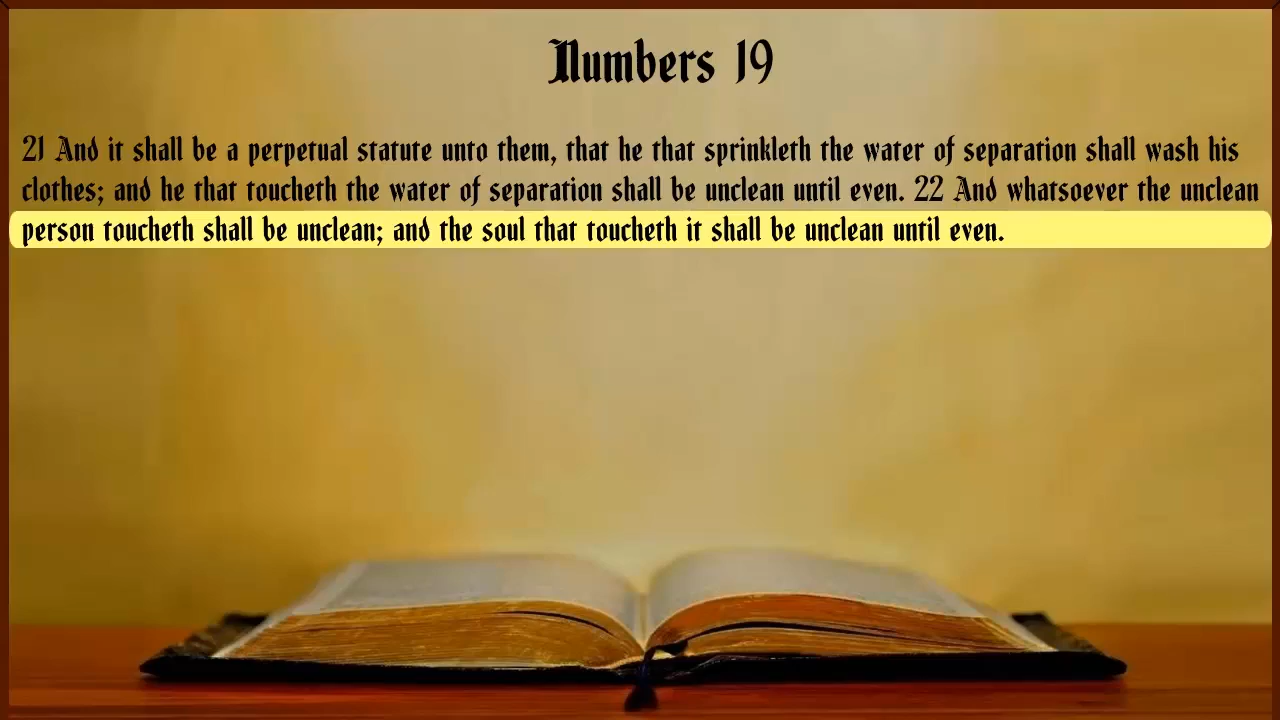 Numbers 19
21 And it shall be a perpetual statute unto them, that he that sprinkleth the water of separation shall wash his
clothes; and he that toucheth the water of separation shall be unclean until even. 22 And whatsoever the unclean
person toucheth shall be unclean; and the soul that toucheth it shall be unclean until even.